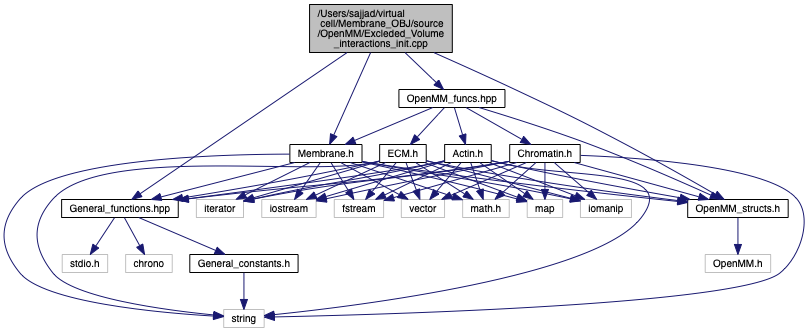 /Users/sajjad/virtual
cell/Membrane_OBJ/source
/OpenMM/Excleded_Volume
_interactions_init.cpp
OpenMM_funcs.hpp
Membrane.h
ECM.h
Actin.h
Chromatin.h
General_functions.hpp
iterator
iostream
fstream
vector
math.h
map
iomanip
OpenMM_structs.h
stdio.h
chrono
General_constants.h
OpenMM.h
string